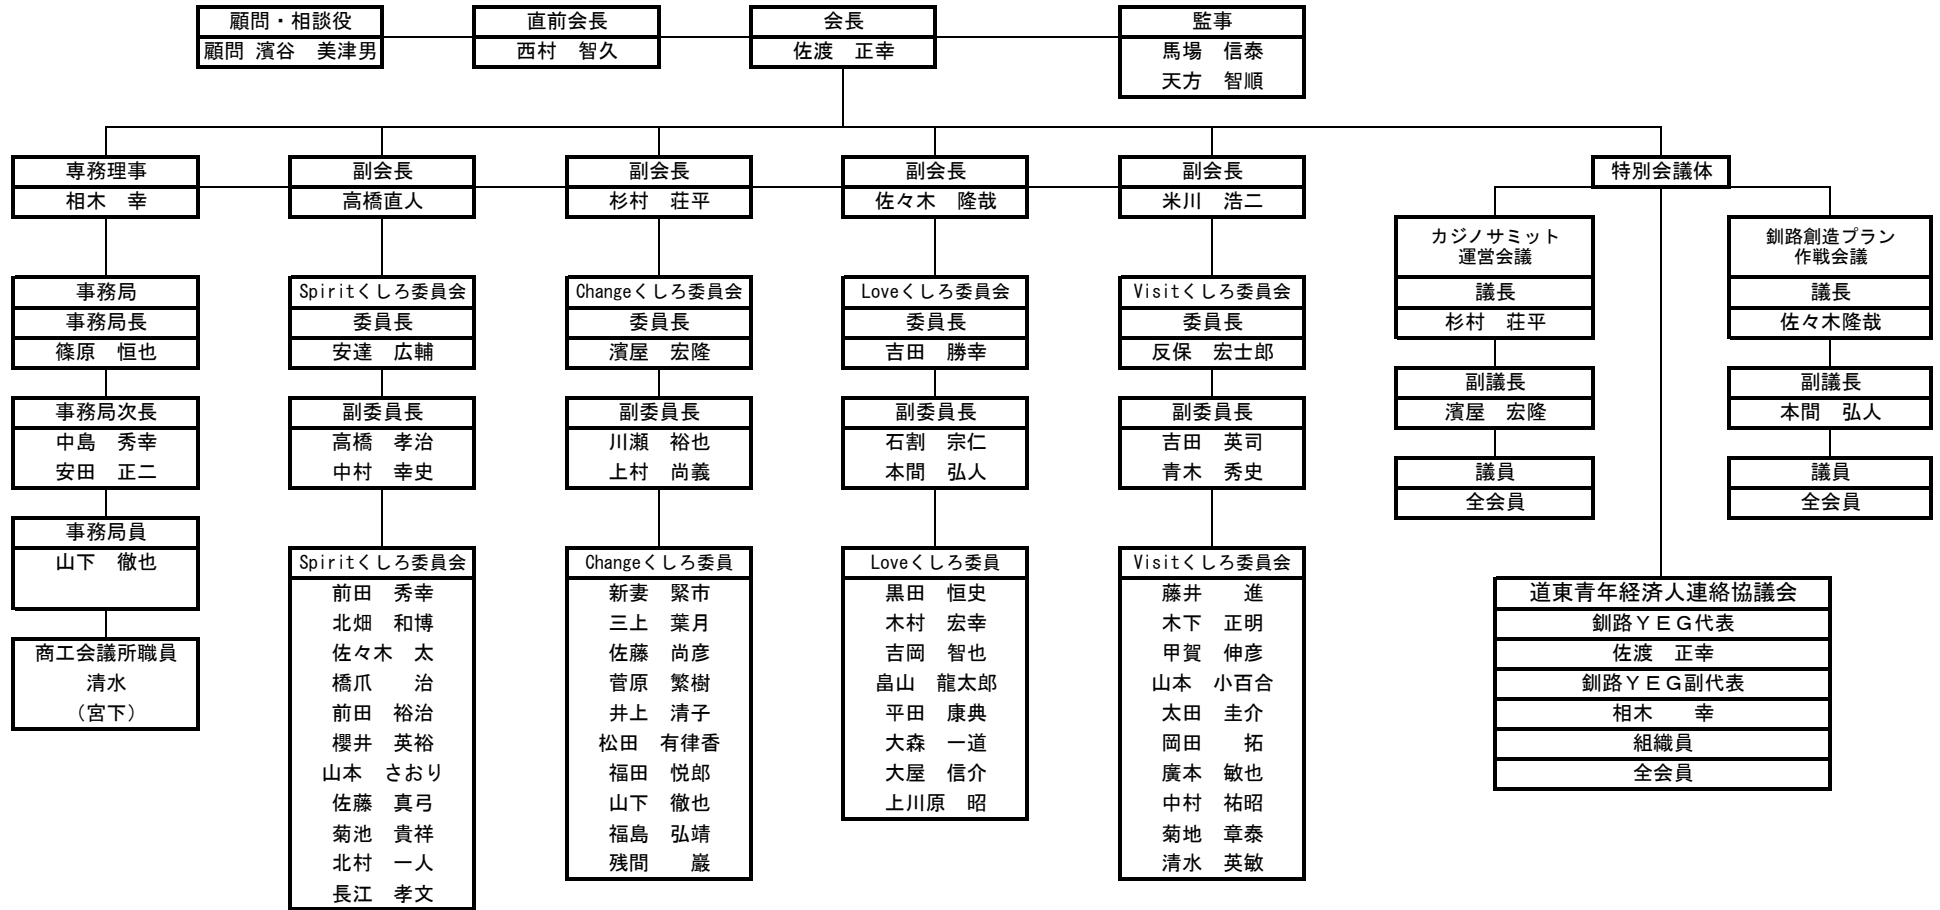 顧問・相談役
顧問 濱谷　美津男
直前会長
西村　智久
会長
佐渡　正幸
監事
馬場　信泰
天方　智順
専務理事
相木　幸
事務局
事務局長
篠原　恒也
事務局次長
中島　秀幸
安田　正二
事務局員
山下　徹也
商工会議所職員
清水
（宮下）
副会長
高橋直人
Spiritくしろ委員会
委員長
安達　広輔
副委員長
高橋　孝治
中村　幸史
Spiritくしろ委員会
前田　秀幸
北畑　和博
佐々木　太
橋爪　　治
前田　裕治
櫻井　英裕
山本　さおり
佐藤　真弓
菊池　貴祥
北村　一人
長江　孝文
副会長
杉村　荘平
Changeくしろ委員会
委員長
濱屋　宏隆
副委員長
川瀬　裕也
上村　尚義
Changeくしろ委員
新妻　緊市
三上　葉月
佐藤　尚彦
菅原　繁樹
井上　清子
松田　有律香
福田　悦郎
山下　徹也
福島　弘靖
残間　　巌
副会長
佐々木　隆哉
Loveくしろ委員会
委員長
吉田　勝幸
副委員長
石割　宗仁
本間　弘人
Loveくしろ委員
黒田　恒史
木村　宏幸
吉岡　智也
畠山　龍太郎
平田　康典
大森　一道
大屋　信介
上川原　昭
副会長
米川　浩二
Visitくしろ委員会
委員長
反保　宏士郎
副委員長
吉田　英司
青木　秀史
Visitくしろ委員会
藤井　　進
木下　正明
甲賀　伸彦
山本　小百合
太田　圭介
岡田　　拓
廣本　敏也
中村　祐昭
菊地　章泰
清水　英敏
特別会議体
カジノサミット
運営会議
議長
杉村　荘平
副議長
濱屋　宏隆
議員
全会員
釧路創造プラン
作戦会議
議長
佐々木隆哉
副議長
本間　弘人
議員
全会員
道東青年経済人連絡協議会
釧路ＹＥＧ代表
佐渡　正幸
釧路ＹＥＧ副代表
相木　　幸
組織員
全会員